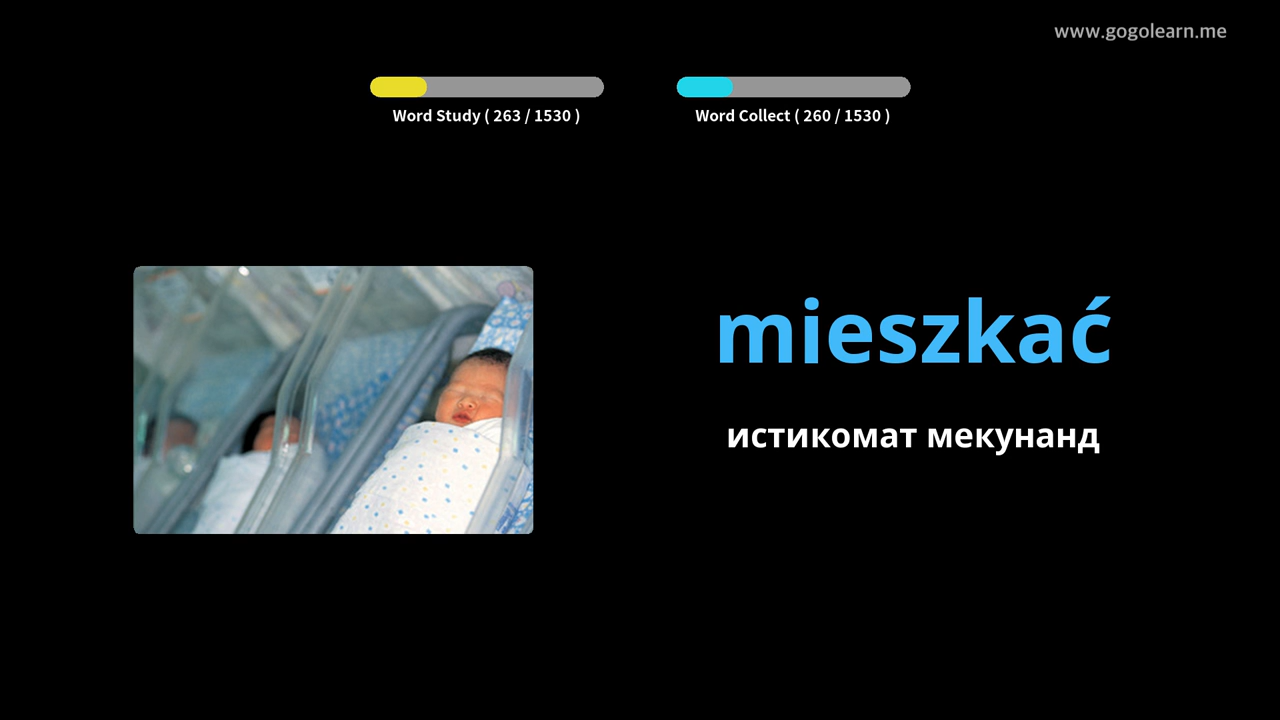 www.gogolearn.me
Word Study ( 263 / 1530 )
Word Collect ( 260 / 1530 )
mieszkać
истикомат мекунанд